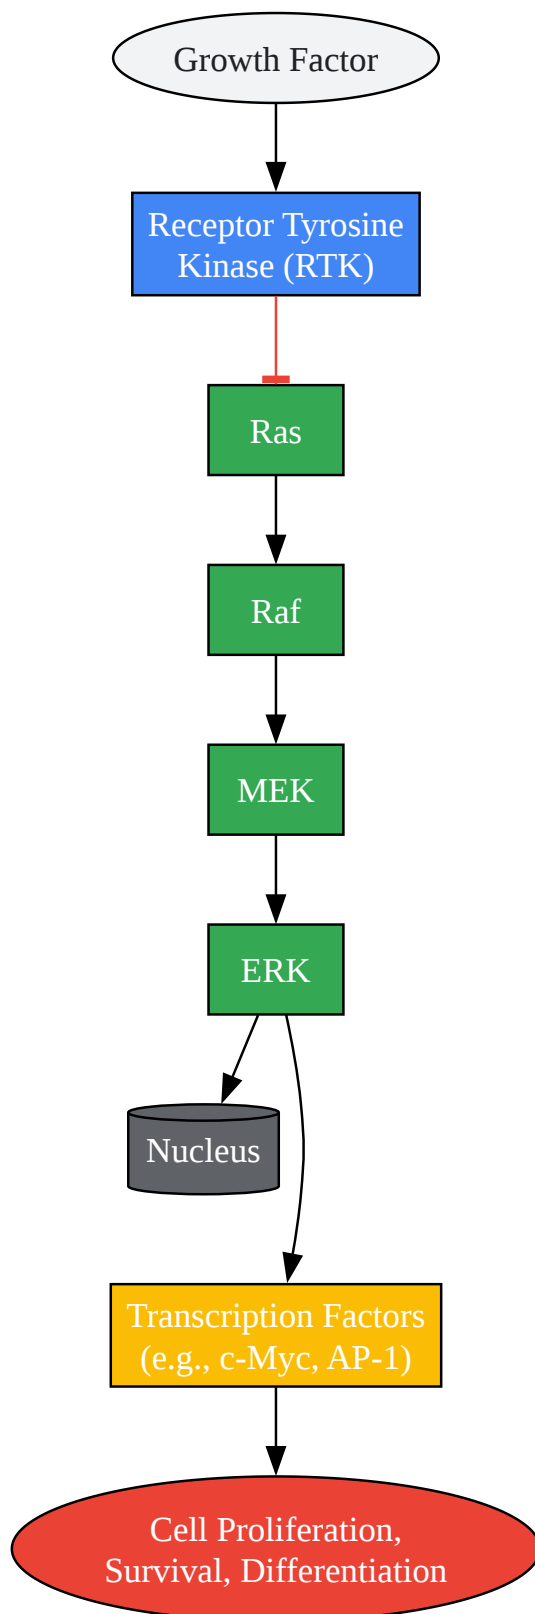 Growth Factor
Receptor Tyrosine
Kinase (RTK)
Ras
Raf
MEK
ERK
Nucleus
Transcription Factors
(e.g., c-Myc, AP-1)
Cell Proliferation,
Survival, Differentiation